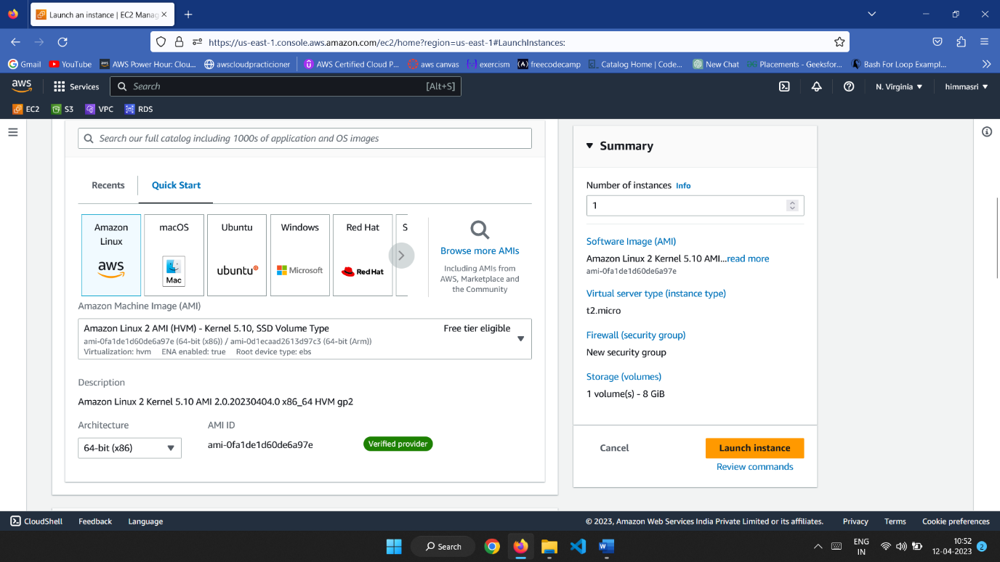 Launch an instance | EC2 Manag
https://us-east-1.console.aws.amazon.com/ec2/home?region=us-east-1#LaunchInstances:
Gmail YouTube AWS Power Hour: Clou... awscloudpractioner AWS Certified Cloud P... aws canvas exercism freecodecamp Catalog Home | Code... New Chat Placements - Geeksfor... Bash For Loop Exampl...
aws Services Search [Alt+S] N. Virginia himmasri
EC2 S3 VPC RDS
Search our full catalog including 1000s of application and OS images
Recents Quick Start
Amazon Linux
aws
macOS
Mac
Ubuntu
ubuntu
Windows
Microsoft
Red Hat
Red Hat
S
Browse more AMIs
Including AMIs from
AWS, Marketplace and
the Community
Amazon Machine Image (AMI)
Amazon Linux 2 AMI (HVM) - Kernel 5.10, SSD Volume Type Free tier eligible
ami-0fa1de1d60de6a97e (64-bit (x86)) / ami-0d1ecaad2613d97c3 (64-bit (Arm))
Virtualization: hvm ENA enabled: true Root device type: ebs
Description
Amazon Linux 2 Kernel 5.10 AMI 2.0.20230404.0 x86_64 HVM gp2
Architecture AMI ID
64-bit (x86) ami-0fa1de1d60de6a97e Verified provider
Summary
Number of instances Info
1
Software Image (AMI)
Amazon Linux 2 Kernel 5.10 AMI...read more
ami-0fa1de1d60de6a97e
Virtual server type (instance type)
t2.micro
Firewall (security group)
New security group
Storage (volumes)
1 volume(s) - 8 GiB
Cancel Launch instance
Review commands
CloudShell Feedback Language © 2023, Amazon Web Services India Private Limited or its affiliates. Privacy Terms Cookie preferences
Search ENG
IN
10:52
12-04-2023
2